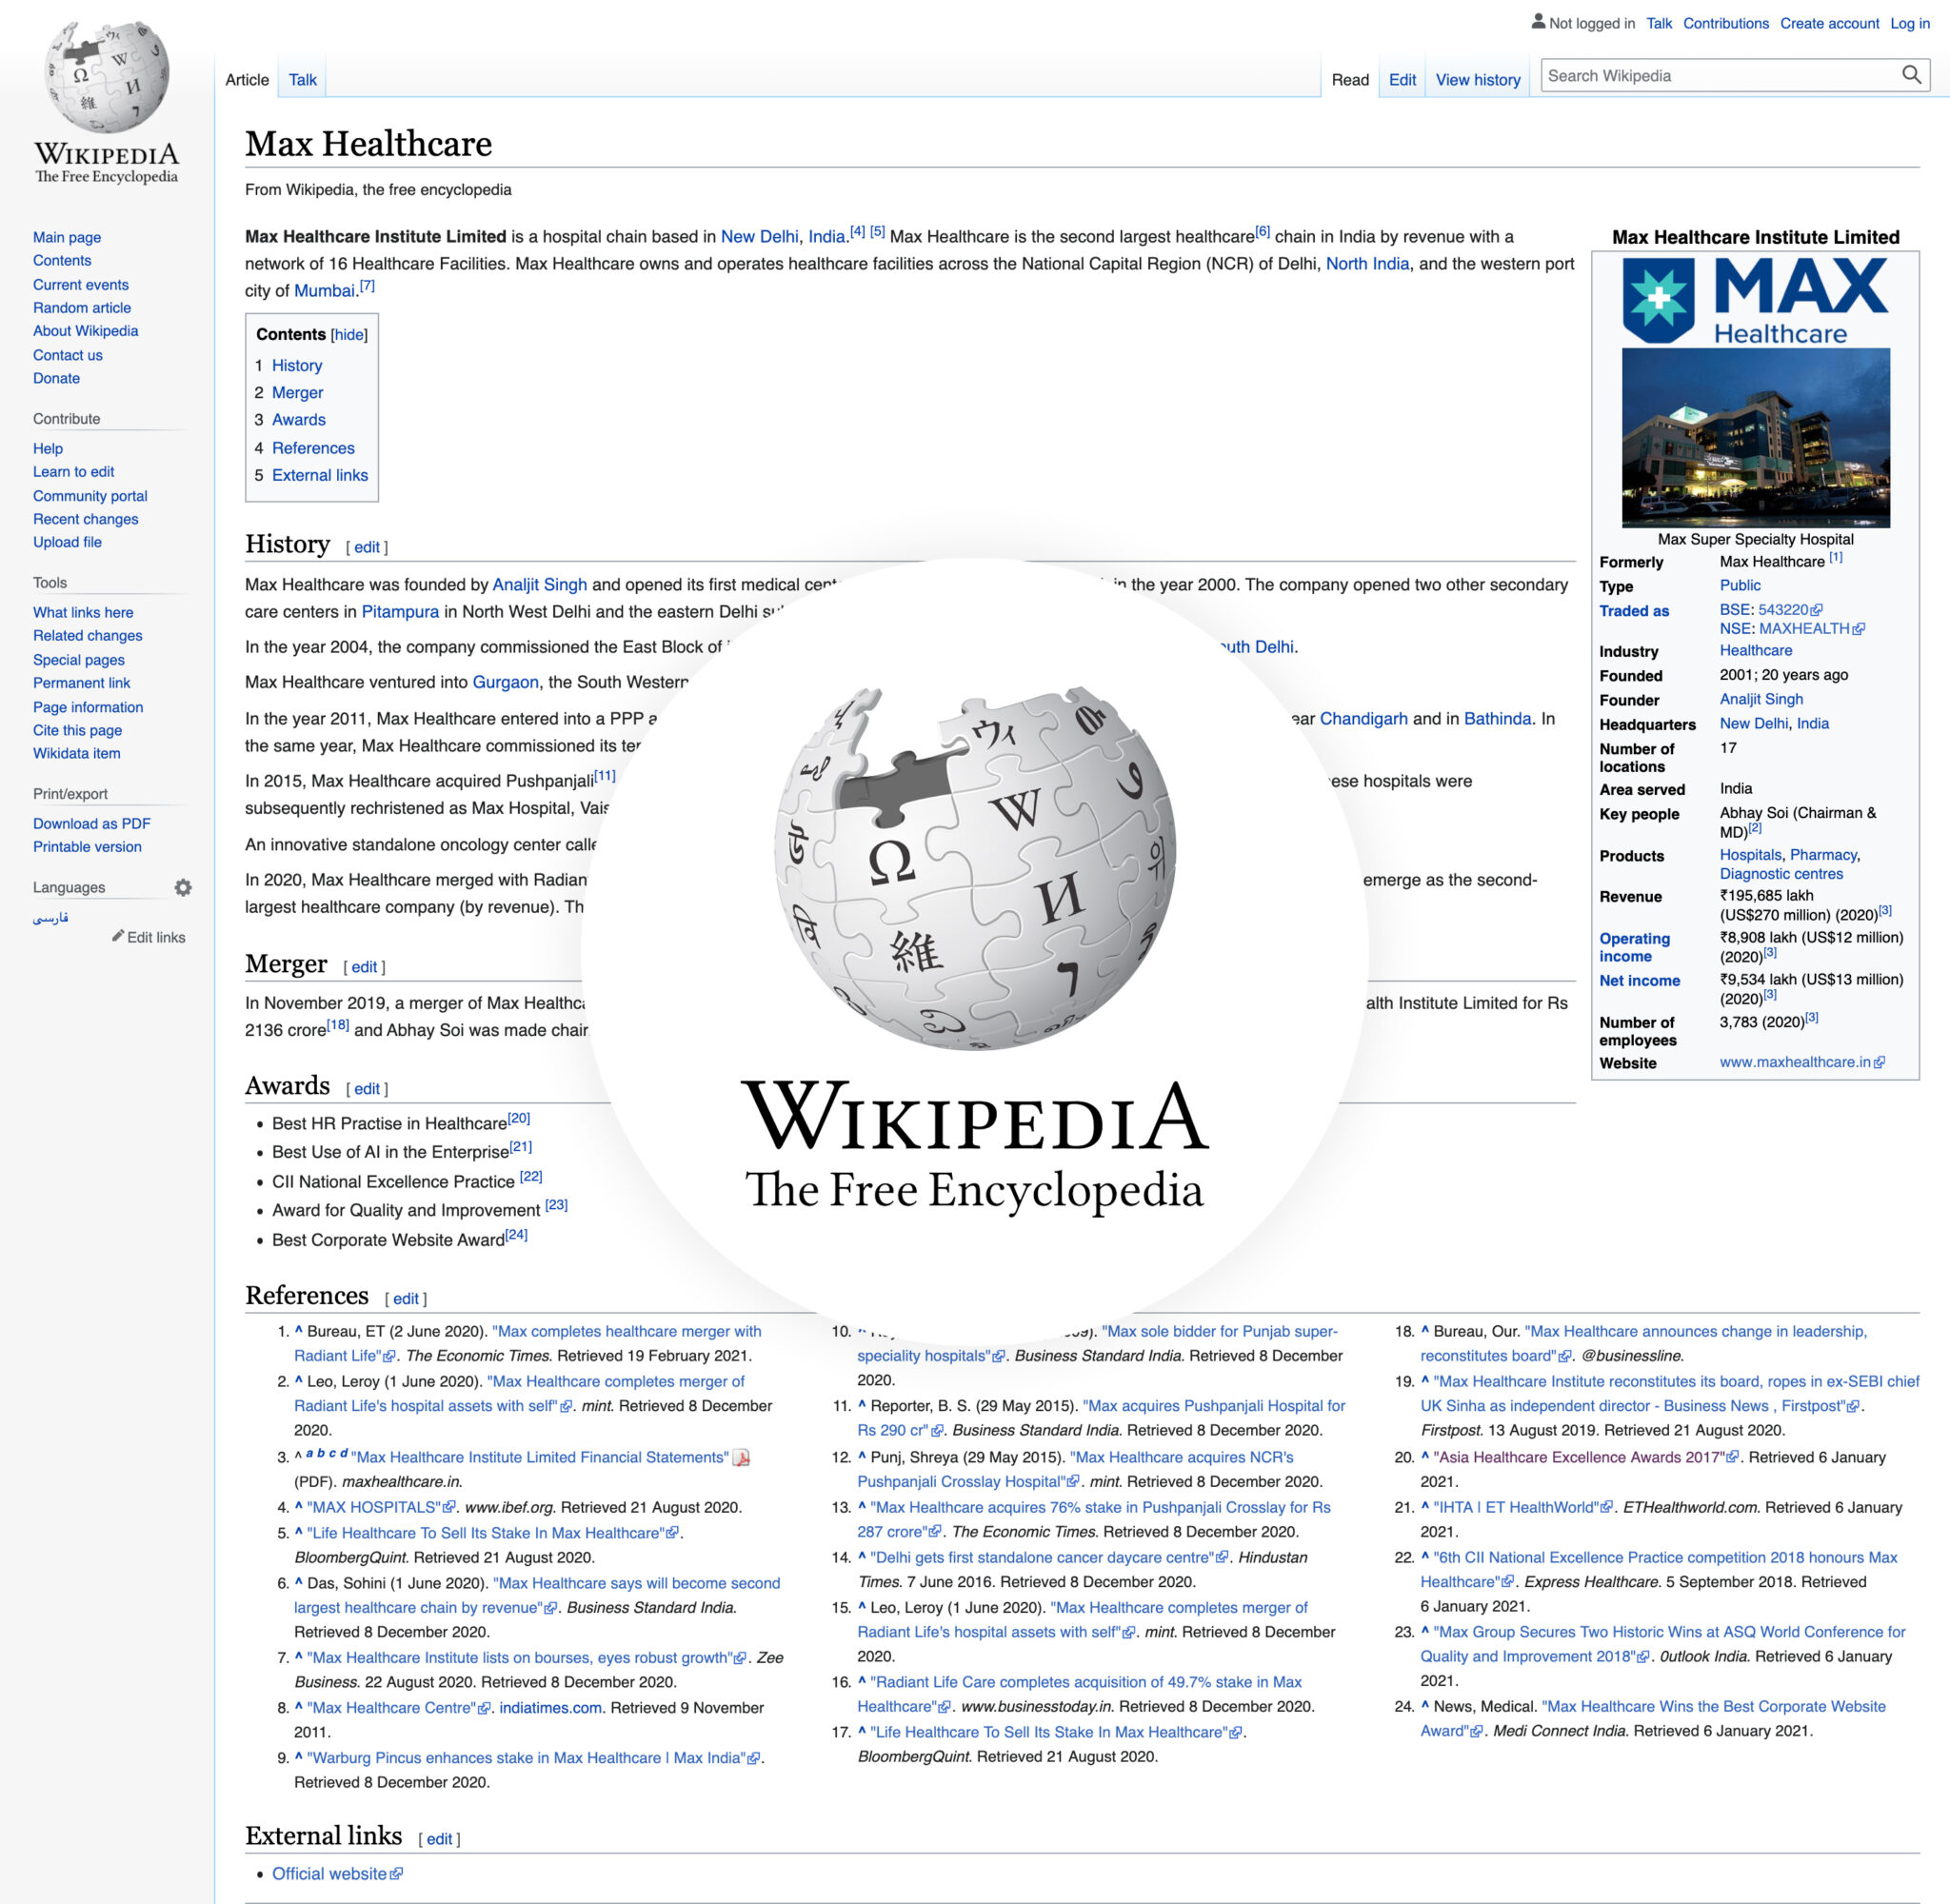 Not logged in Talk Contributions Create account Log in
WIKIPEDIA
The Free Encyclopedia
Article Talk
Read Edit View history Search Wikipedia
Main page
Contents
Current events
Random article
About Wikipedia
Contact us
Donate
Contribute
Help
Learn to edit
Community portal
Recent changes
Upload file
Tools
What links here
Related changes
Special pages
Permanent link
Page information
Cite this page
Wikidata item
Print/export
Download as PDF
Printable version
Languages
فارسی
Edit links
Max Healthcare
From Wikipedia, the free encyclopedia
Max Healthcare Institute Limited is a hospital chain based in New Delhi, India.[4] [5] Max Healthcare is the second largest healthcare[6] chain in India by revenue with a
network of 16 Healthcare Facilities. Max Healthcare owns and operates healthcare facilities across the National Capital Region (NCR) of Delhi, North India, and the western port
city of Mumbai.[7]
Contents [hide]
1 History
2 Merger
3 Awards
4 References
5 External links
History [ edit ]
Max Healthcare was founded by Analjit Singh and opened its first medical in the year 2000. The company opened two other secondary
care centers in Pitampura in North West Delhi and the eastern Delhi
In the year 2004, the company commissioned the East Block of Delhi.
Max Healthcare ventured into Gurgaon, the South Western
In the year 2011, Max Healthcare entered into a PPP Chandigarh and in Bathinda. In
the same year, Max Healthcare commissioned its
In 2015, Max Healthcare acquired Pushpanjali[11] hospitals were
subsequently rechristened as Max Hospital,
An innovative standalone oncology center
In 2020, Max Healthcare merged with emerge as the second-
largest healthcare company (by revenue).
Merger [ edit ]
In November 2019, a merger of Max Institute Limited for Rs
2136 crore[18] and Abhay Soi was made
Awards [ edit ]
• Best HR Practise in Healthcare[20]
• Best Use of AI in the Enterprise[21]
• CII National Excellence Practice [22]
• Award for Quality and Improvement [23]
• Best Corporate Website Award[24]
Ω W И 維 ウィ 위 वि
WIKIPEDIA
The Free Encyclopedia
Max Healthcare Institute Limited
MAX
Healthcare
Max Super Specialty Hospital
Formerly Max Healthcare [1]
Type Public
Traded as BSE: 543220
NSE: MAXHEALTH
Industry Healthcare
Founded 2001; 20 years ago
Founder Analjit Singh
Headquarters New Delhi, India
Number of 17
locations
Area served India
Key people Abhay Soi (Chairman &
MD)[2]
Products Hospitals, Pharmacy,
Diagnostic centres
Revenue ₹195,685 lakh
(US$270 million) (2020)[3]
Operating ₹8,908 lakh (US$12 million)
income (2020)[3]
Net income ₹9,534 lakh (US$13 million)
(2020)[3]
Number of 3,783 (2020)[3]
employees
Website www.maxhealthcare.in
References [ edit ]
1. ^ Bureau, ET (2 June 2020). "Max completes healthcare merger with
Radiant Life". The Economic Times. Retrieved 19 February 2021.
2. ^ Leo, Leroy (1 June 2020). "Max Healthcare completes merger of
Radiant Life's hospital assets with self". mint. Retrieved 8 December
2020.
3. ^ a b c d "Max Healthcare Institute Limited Financial Statements"
(PDF). maxhealthcare.in.
4. ^ "MAX HOSPITALS". www.ibef.org. Retrieved 21 August 2020.
5. ^ "Life Healthcare To Sell Its Stake In Max Healthcare".
BloombergQuint. Retrieved 21 August 2020.
6. ^ Das, Sohini (1 June 2020). "Max Healthcare says will become second
largest healthcare chain by revenue". Business Standard India.
Retrieved 8 December 2020.
7. ^ "Max Healthcare Institute lists on bourses, eyes robust growth". Zee
Business. 22 August 2020. Retrieved 8 December 2020.
8. ^ "Max Healthcare Centre". indiatimes.com. Retrieved 9 November
2011.
9. ^ "Warburg Pincus enhances stake in Max Healthcare | Max India".
Retrieved 8 December 2020.
10. "Max sole bidder for Punjab super-
speciality hospitals". Business Standard India. Retrieved 8 December
2020.
11. ^ Reporter, B. S. (29 May 2015). "Max acquires Pushpanjali Hospital for
Rs 290 cr". Business Standard India. Retrieved 8 December 2020.
12. ^ Punj, Shreya (29 May 2015). "Max Healthcare acquires NCR's
Pushpanjali Crosslay Hospital". mint. Retrieved 8 December 2020.
13. ^ "Max Healthcare acquires 76% stake in Pushpanjali Crosslay for Rs
287 crore". The Economic Times. Retrieved 8 December 2020.
14. ^ "Delhi gets first standalone cancer daycare centre". Hindustan
Times. 7 June 2016. Retrieved 8 December 2020.
15. ^ Leo, Leroy (1 June 2020). "Max Healthcare completes merger of
Radiant Life's hospital assets with self". mint. Retrieved 8 December
2020.
16. ^ "Radiant Life Care completes acquisition of 49.7% stake in Max
Healthcare". www.businesstoday.in. Retrieved 8 December 2020.
17. ^ "Life Healthcare To Sell Its Stake In Max Healthcare".
BloombergQuint. Retrieved 21 August 2020.
18. ^ Bureau, Our. "Max Healthcare announces change in leadership,
reconstitutes board". @businessline.
19. ^ "Max Healthcare Institute reconstitutes its board, ropes in ex-SEBI chief
UK Sinha as independent director - Business News , Firstpost".
Firstpost. 13 August 2019. Retrieved 21 August 2020.
20. ^ "Asia Healthcare Excellence Awards 2017". Retrieved 6 January
2021.
21. ^ "IHTA | ET HealthWorld". ETHealthworld.com. Retrieved 6 January
2021.
22. ^ "6th CII National Excellence Practice competition 2018 honours Max
Healthcare". Express Healthcare. 5 September 2018. Retrieved
6 January 2021.
23. ^ "Max Group Secures Two Historic Wins at ASQ World Conference for
Quality and Improvement 2018". 0utlook India. Retrieved 6 January
2021.
24. ^ News, Medical. "Max Healthcare Wins the Best Corporate Website
Award". Medi Connect India. Retrieved 6 January 2021.
External links [ edit ]
• Official website